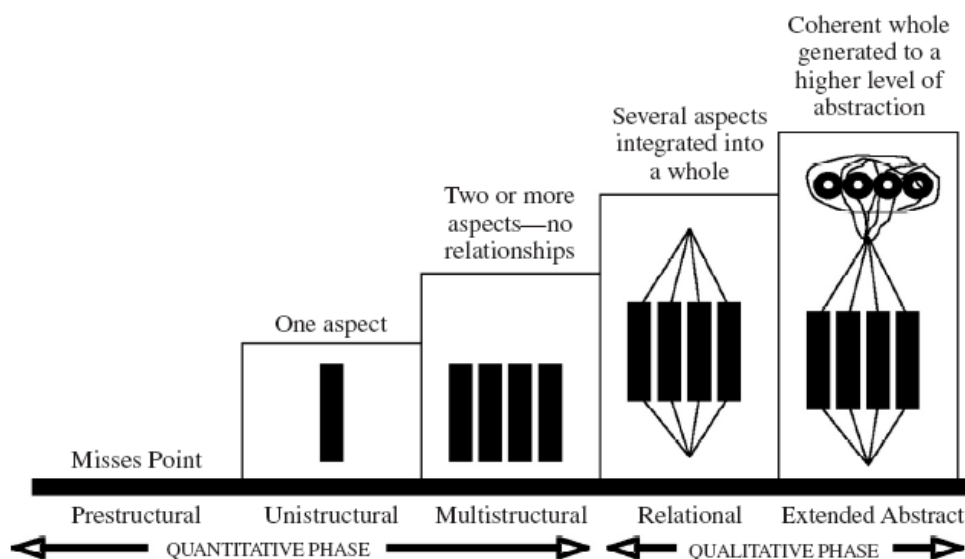 Coherent whole
generated to a
higher level of
abstraction
Several aspects
integrated into
a whole
Two or more
aspects—no
relationships
One aspect
Misses Point
Prestructural
Unistructural
Multistructural
Relational
Extended Abstract
QUANTITATIVE PHASE
QUALITATIVE PHASE